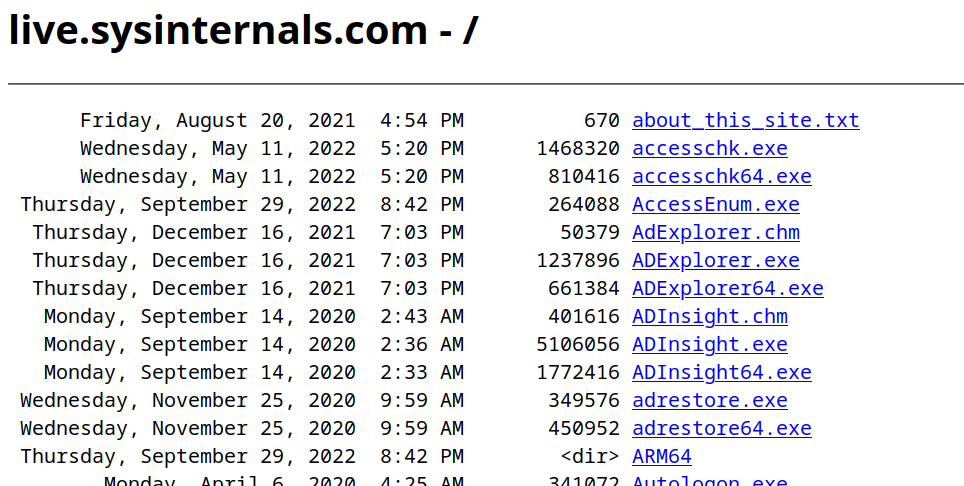 live.sysinternals.com - /
Friday, August 20, 2021 4:54 PM 670 about_this_site.txt
Wednesday, May 11, 2022 5:20 PM 1468320 accesschk.exe
Wednesday, May 11, 2022 5:20 PM 810416 accesschk64.exe
Thursday, September 29, 2022 8:42 PM 264088 AccessEnum.exe
Thursday, December 16, 2021 7:03 PM 50379 AdExplorer.chm
Thursday, December 16, 2021 7:03 PM 1237896 ADExplorer.exe
Thursday, December 16, 2021 7:03 PM 661384 ADExplorer64.exe
Monday, September 14, 2020 2:43 AM 401616 ADInsight.chm
Monday, September 14, 2020 2:36 AM 5106056 ADInsight.exe
Monday, September 14, 2020 2:33 AM 1772416 ADInsight64.exe
Wednesday, November 25, 2020 9:59 AM 349576 adrestore.exe
Wednesday, November 25, 2020 9:59 AM 450952 adrestore64.exe
Thursday, September 29, 2022 8:42 PM <dir> ARM64
Monday, April 6, 2020 4:25 AM 341072 Autologon.exe